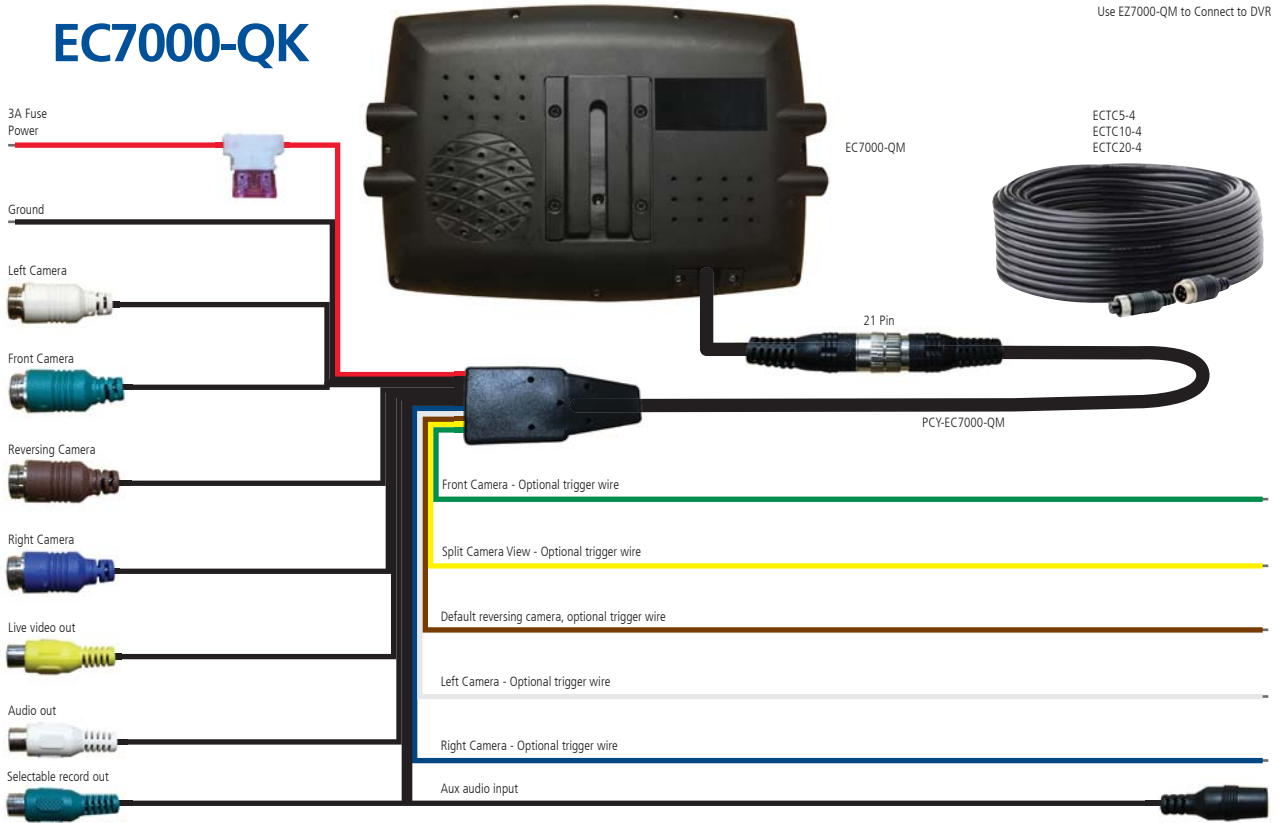 Use EZ7000-QM to Connect to DVR
EC7000-QK
3A Fuse
Power
EC7000-QM
ECTC5-4
ECTC10-4
ECTC20-4
Ground
Left Camera
21 Pin
Front Camera
PCY-EC7000-QM
Reversing Camera
Front Camera - Optional trigger wire
Right Camera
Split Camera View - Optional trigger wire
Live video out
Default reversing camera, optional trigger wire
Left Camera - Optional trigger wire
Audio out
Right Camera - Optional trigger wire
Selectable record out
Aux audio input